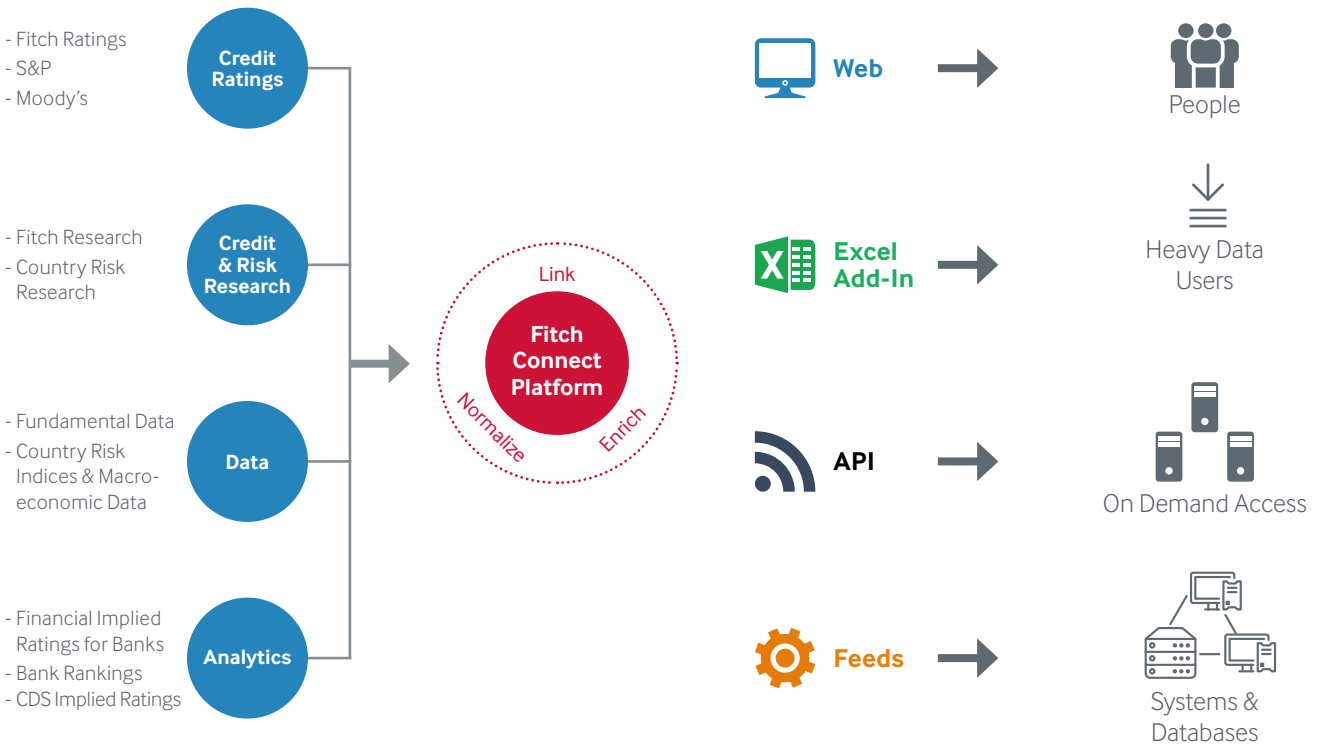 - Fitch Ratings
- S&P
- Moody's
Credit
Ratings
- Fitch Research
- Country Risk
Research
Credit
& Risk
Research
- Fundamental Data
- Country Risk
Indices & Macro-
economic Data
Data
- Financial Implied
Ratings for Banks
- Bank Rankings
- CDS Implied Ratings
Analytics
Link
Fitch
Connect
Platform
Normalize
Enrich
Web
People
Excel
Add-In
Heavy Data
Users
API
On Demand Access
Feeds
Systems &
Databases